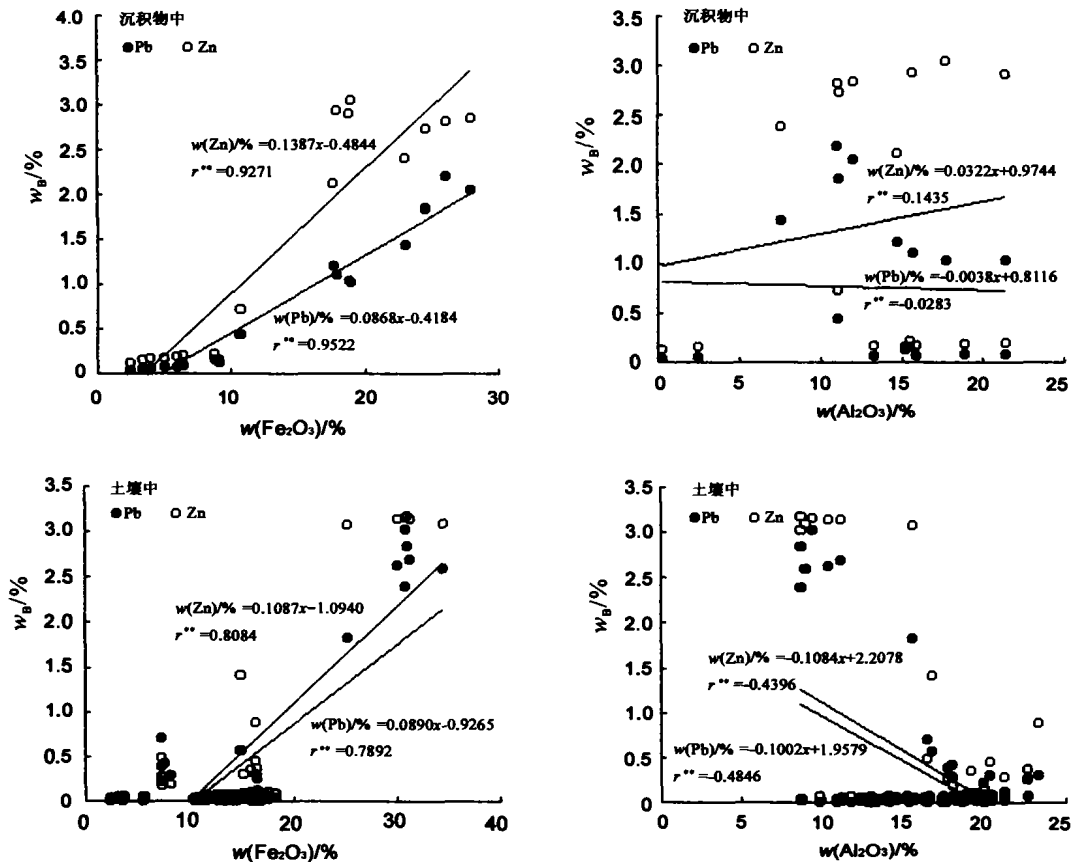 沉积物中
●Pb ○Zn
4.0
3.5
3.0
2.5
2.0
1.5
1.0
0.5
0
wB/%
w(Zn)/% =0.1387x-0.4844
r**=0.9271
w(Pb)/% =0.0868x-0.4184
r**=0.9522
0 10 20 30
w(Fe₂O₃)/%
沉积物中
●Pb ○Zn
3.5
3.0
2.5
2.0
1.5
1.0
0.5
0
wB/%
w(Zn)/% =0.0322x+0.9744
r**=0.1435
w(Pb)/% =-0.0038x+0.8116
r**=-0.0283
0 5 10 15 20 25
w(Al₂O₃)/%
土壤中
●Pb ○Zn
3.5
3.0
2.5
2.0
1.5
1.0
0.5
0
wB/%
w(Zn)/% =0.1087x-1.0940
r**=0.8084
w(Pb)/% =0.0890x-0.9265
r**=0.7892
0 10 20 30 40
w(Fe₂O₃)/%
土壤中
●Pb ○Zn
3.5
3.0
2.5
2.0
1.5
1.0
0.5
0
wB/%
w(Zn)/% =-0.1084x+2.2078
r**=-0.4396
w(Pb)/% =-0.1002x+1.9579
r**=-0.4846
0 5 10 15 20 25
w(Al₂O₃)/%